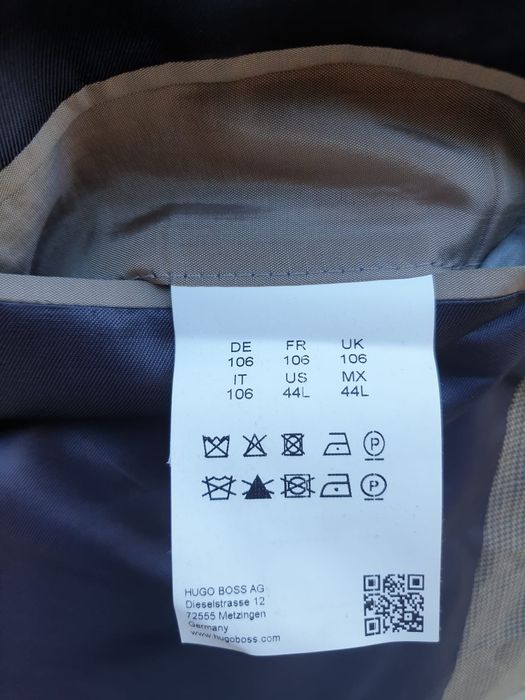 DE FR UK
106 106 106
IT US MX
106 44L 44L
P
P
HUGO BOSS AG
Dieselstrasse 12
72555 Metzingen
Germany
www.hugoboss.com